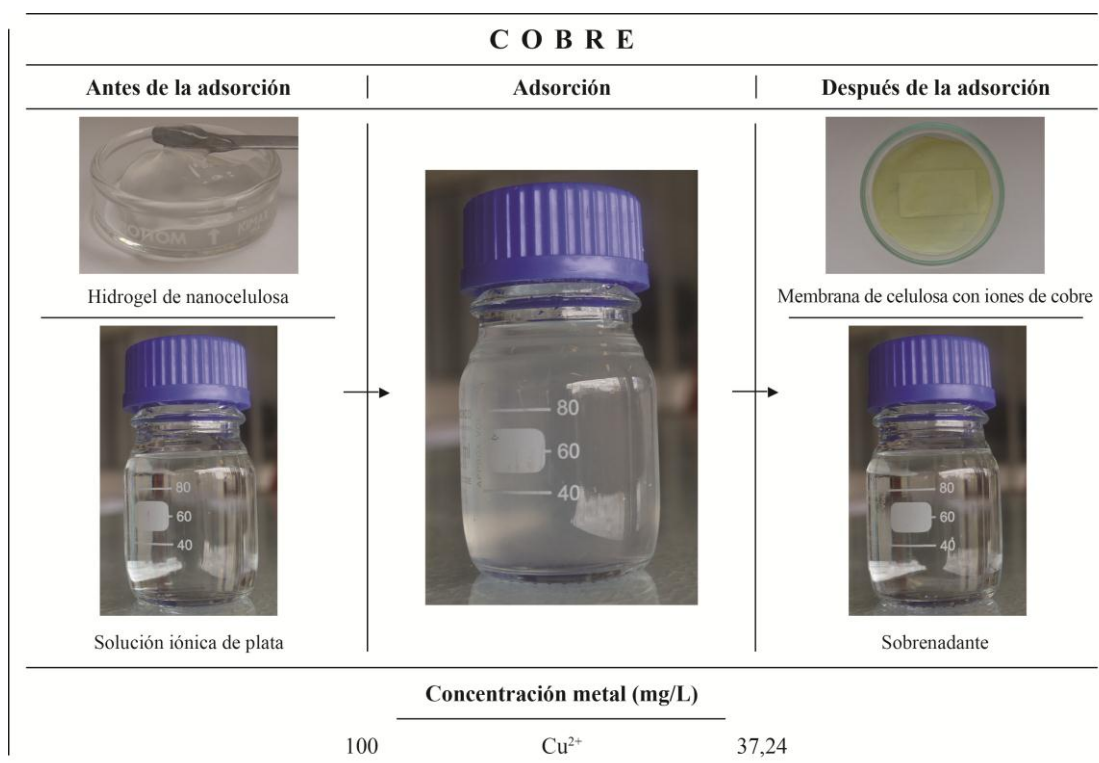 C O B R E
Antes de la adsorción
Adsorción
Después de la adsorción
Hidrogel de nanocelulosa
Membrana de celulosa con iones de cobre
80
60
40
80
60
40
80
60
40
Solución iónica de plata
Sobrenadante
Concentración metal (mg/L)
100 Cu²⁺ 37,24